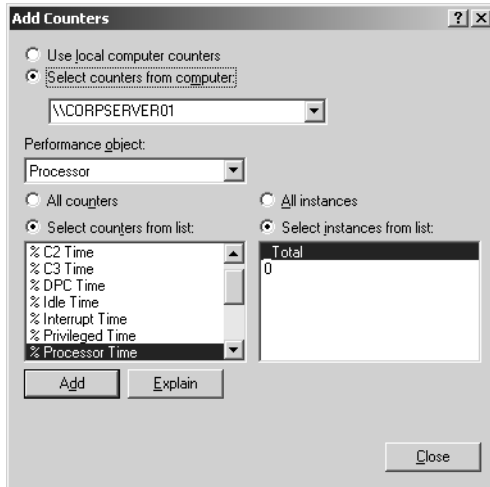 Add Counters
Use local computer counters
Select counters from computer:
\\CORPSERVER01
Performance object:
Processor
All counters
All instances
Select counters from list:
Select instances from list:
% C2 Time
% C3 Time
% DPC Time
% Idle Time
% Interrupt Time
% Privileged Time
% Processor Time
_Total
0
Add
Explain
Close